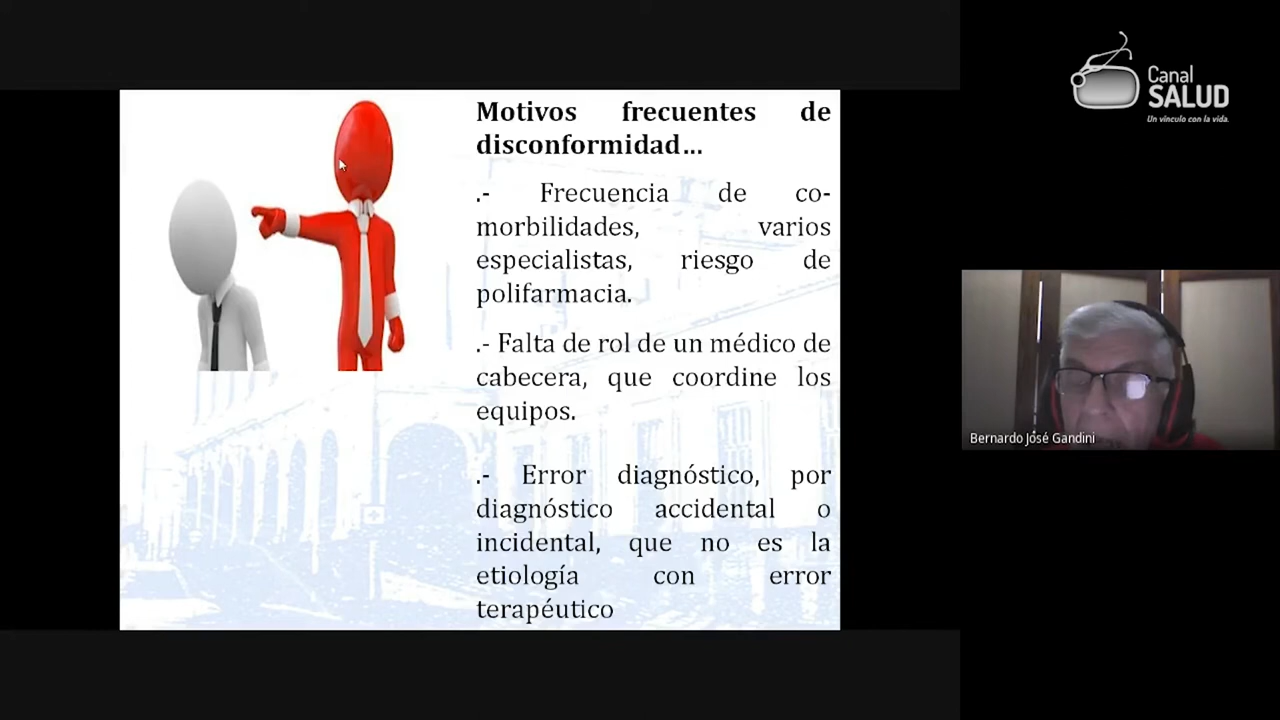 Motivos frecuentes de
disconformidad...
.- Frecuencia de co-
morbilidades, varios
especialistas, riesgo de
polifarmacia.
.- Falta de rol de un médico de
cabecera, que coordine los
equipos.
.- Error diagnóstico, por
diagnóstico accidental o
incidental, que no es la
etiología con error
terapéutico
Canal
SALUD
Un vínculo con la vida.
Bernardo José Gandini